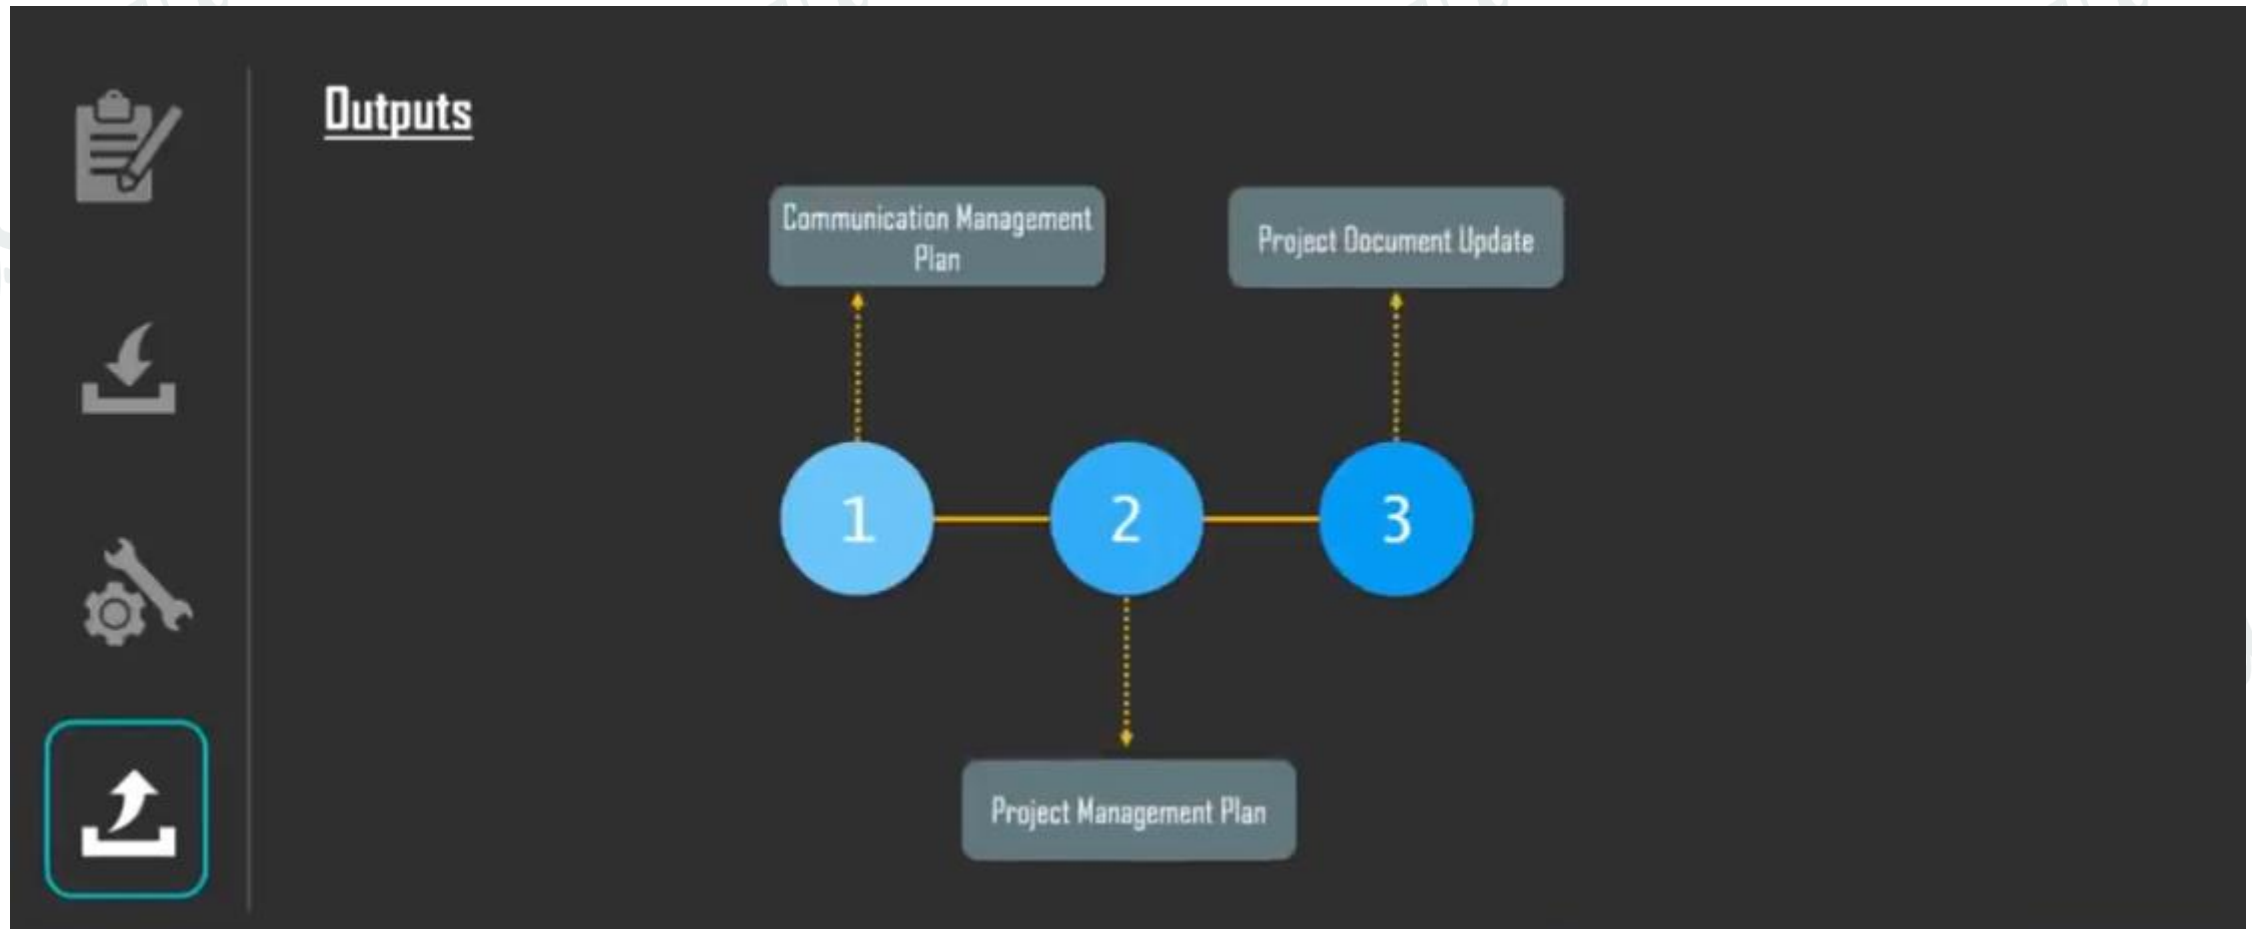 Outputs
Communication Management
Plan
Project Document Update
1
2
3
Project Management Plan